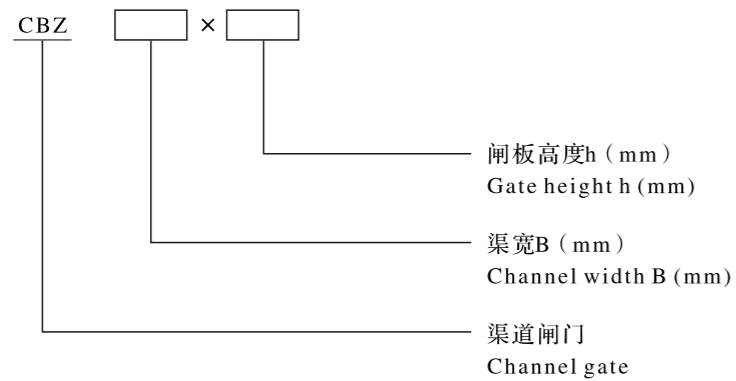 CBZ ×
闸板高度h（mm）
Gate height h (mm)
渠宽B（mm）
Channel width B (mm)
渠道闸门
Channel gate